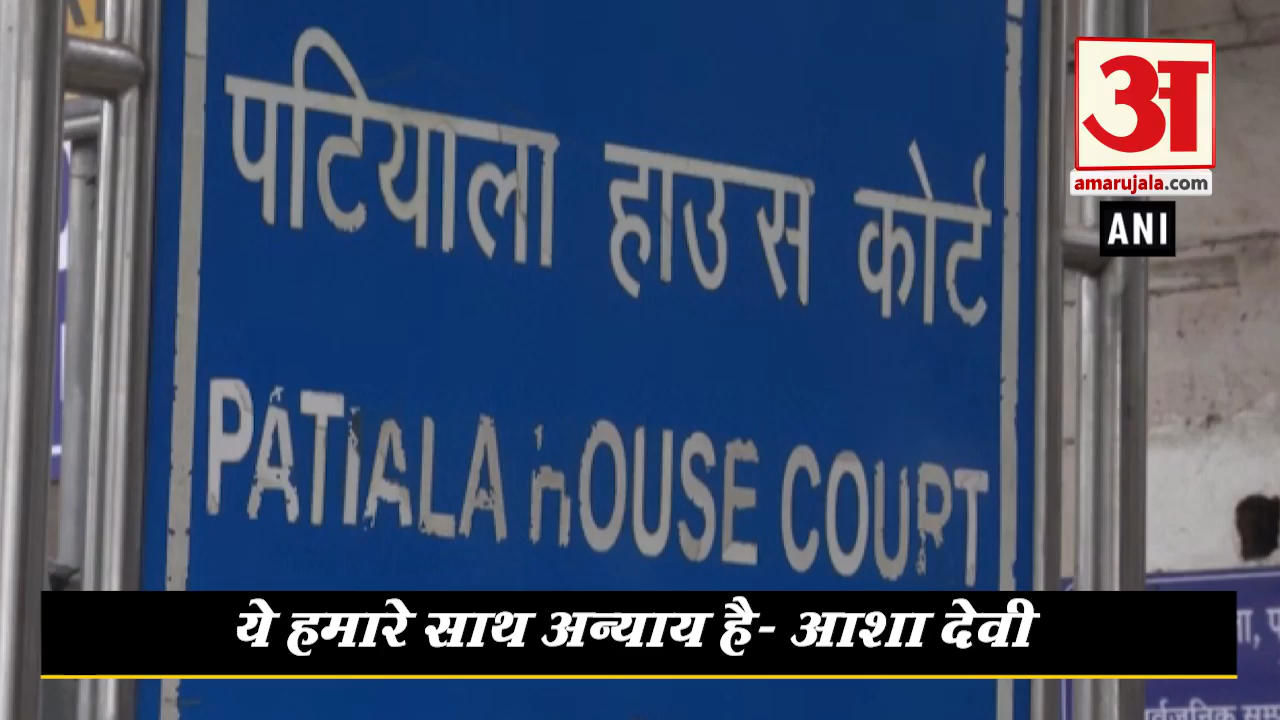 पटियाला हाउस कोर्ट
PATIALA HOUSE COURT
अ
amarujala.com
ANI
ये हमारे साथ अन्याय है- आशा देवी